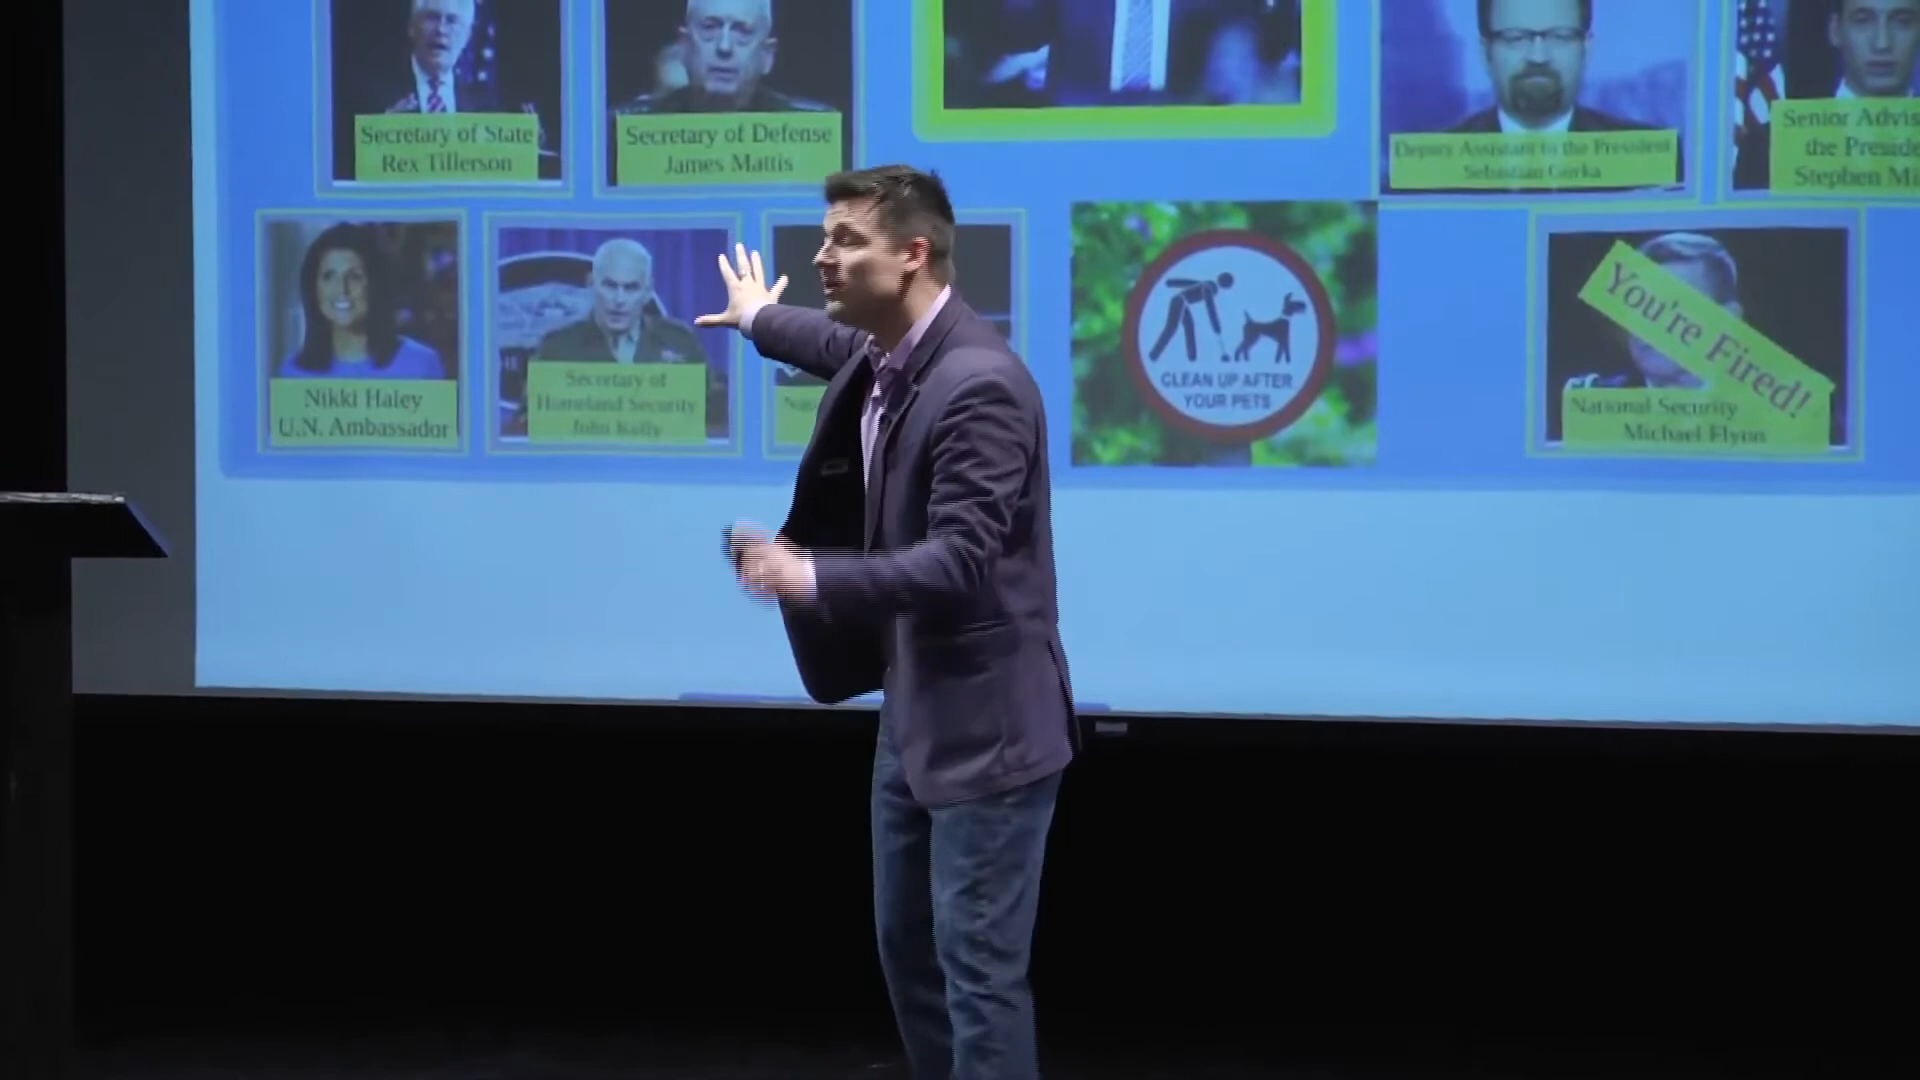 Secretary of State
Rex Tillerson
Secretary of Defense
James Mattis
Deputy Assistant to the President
Sebastian Gorka
Senior Advis
the Preside
Stephen Mi
Nikki Haley
U.N. Ambassador
Secretary of
Homeland Security
John Kelly
Na
CLEAN UP AFTER
YOUR PETS
You're Fired!
National Security
Michael Flynn